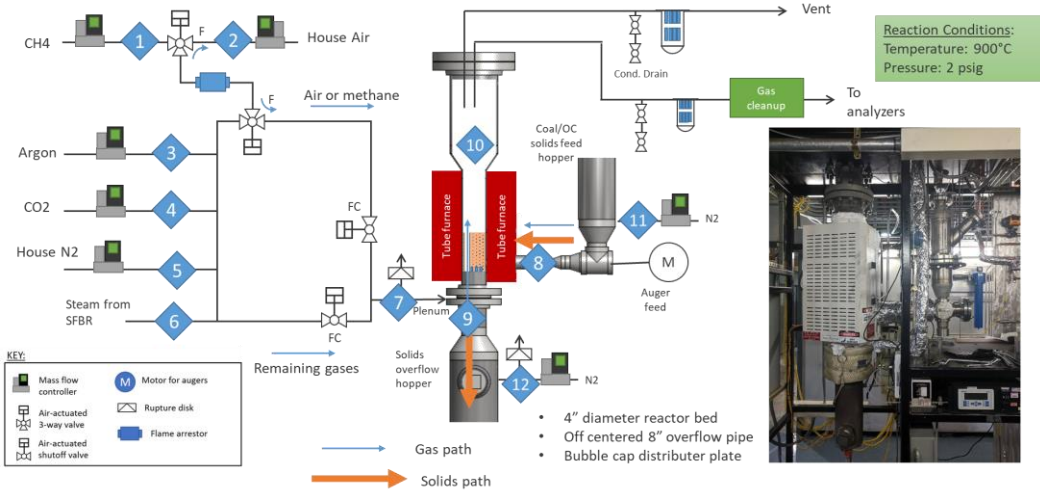 CH4
1
F
2
House Air
Vent
Cond. Drain
Reaction Conditions:
Temperature: 900°C
Pressure: 2 psig
Gas
cleanup
To
analyzers
F
Air or methane
Argon
3
CO2
4
House N2
5
Steam from
SFBR
6
FC
FC
Remaining gases
7
Plenum
Tube furnace
10
Tube furnace
Coal/OC
solids feed
hopper
11
N2
8
M
Auger
feed
9
Solids
overflow
hopper
12
N2
KEY:
Mass flow
controller
M
Motor for augers
Air-actuated
3-way valve
Rupture disk
Air-actuated
shutoff valve
Flame arrestor
Gas path
Solids path
• 4” diameter reactor bed
• Off centered 8” overflow pipe
• Bubble cap distributer plate